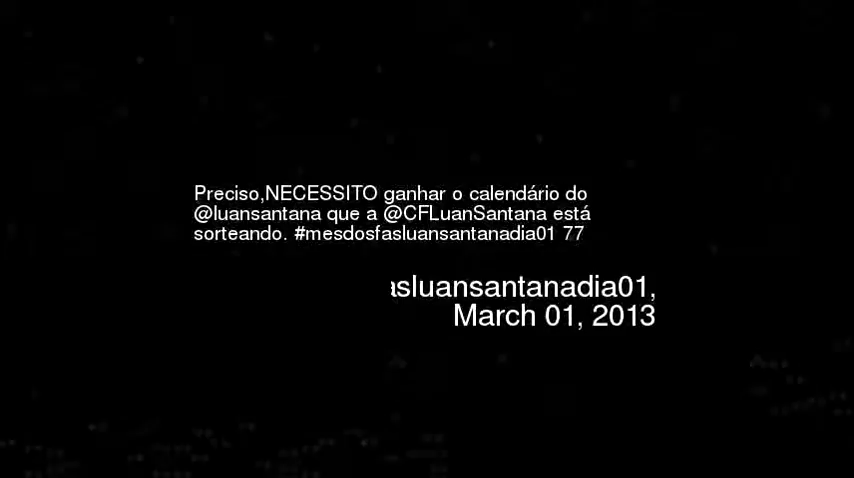 Preciso,NECESSITO ganhar o calendário do
@luansantana que a @CFLuanSantana está
sorteando. #mesdosfasluansantanadia01 77
asluansantanadia01,
March 01, 2013